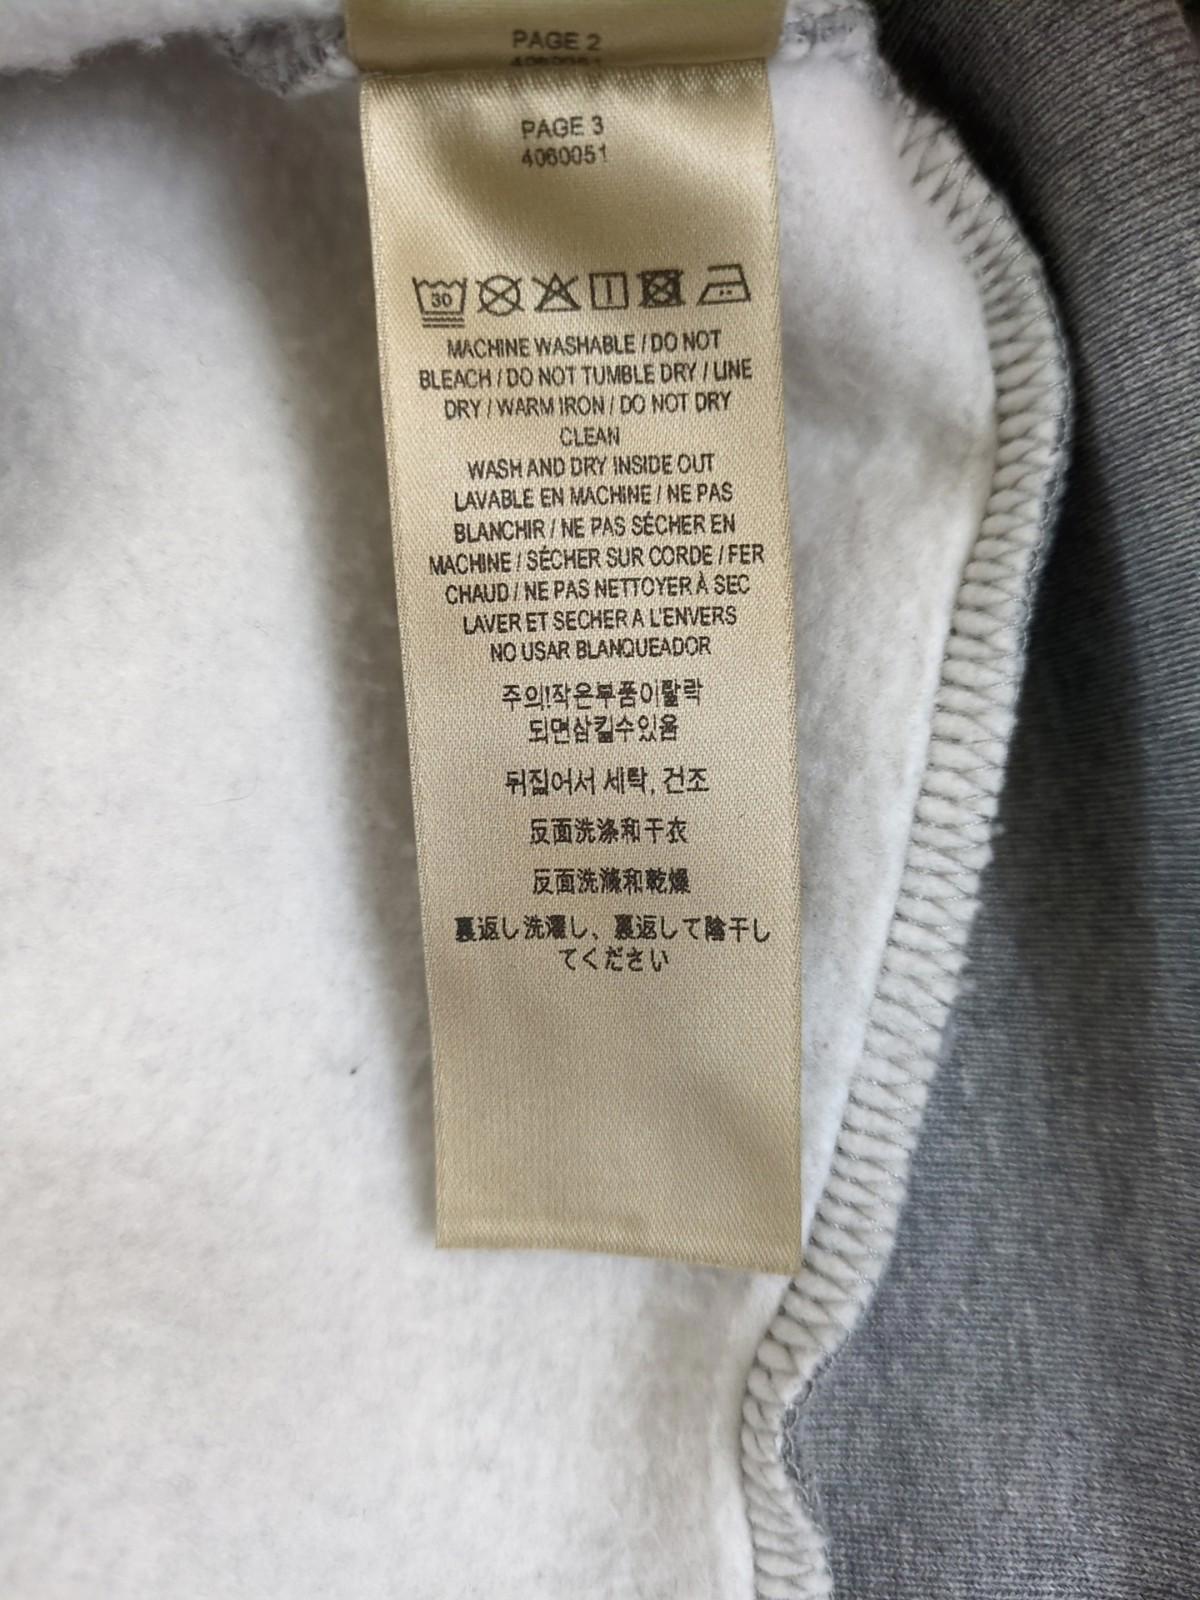 PAGE 2
4060051
PAGE 3
4060051
30
MACHINE WASHABLE / DO NOT
BLEACH / DO NOT TUMBLE DRY / LINE
DRY / WARM IRON / DO NOT DRY
CLEAN
WASH AND DRY INSIDE OUT
LAVABLE EN MACHINE / NE PAS
BLANCHIR / NE PAS SÉCHER EN
MACHINE / SÉCHER SUR CORDE / FER
CHAUD / NE PAS NETTOYER À SEC
LAVER ET SECHER A L'ENVERS
NO USAR BLANQUEADOR
주의!작은부품이탈락
되면삼킬수있음
뒤집어서 세탁, 건조
反面洗涤和干衣
反面洗滌和乾燥
裏返し洗濯し、裏返して陰干し
てください